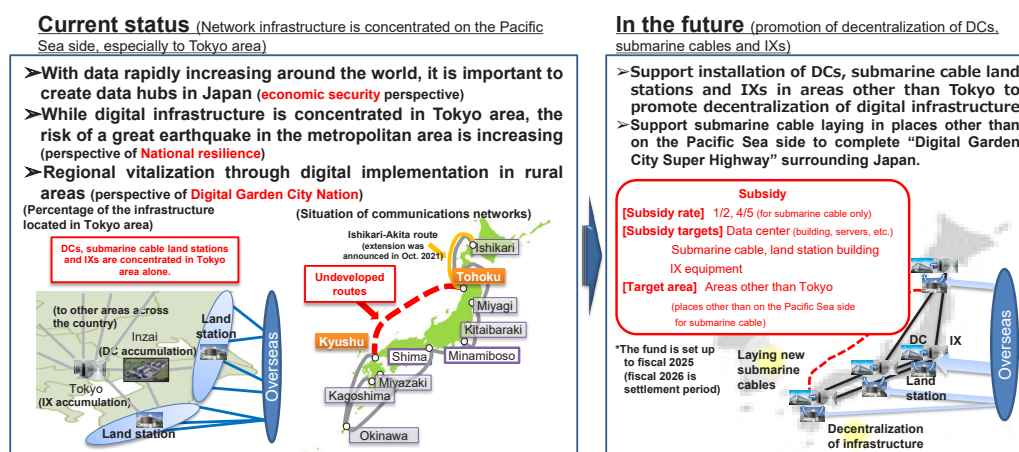 Current status (Network infrastructure is concentrated on the Pacific
Sea side, especially to Tokyo area)
➢With data rapidly increasing around the world, it is important to
create data hubs in Japan (economic security perspective)
➢While digital infrastructure is concentrated in Tokyo area, the
risk of a great earthquake in the metropolitan area is increasing
(perspective of National resilience)
➢Regional vitalization through digital implementation in rural
areas (perspective of Digital Garden City Nation)
(Percentage of the infrastructure
located in Tokyo area)
DCs, submarine cable land stations
and IXs are concentrated in Tokyo
area alone.
(to other areas across
the country)
Land
station
Inzai
(DC accumulation)
Tokyo
(IX accumulation)
Land station
Overseas
(Situation of communications networks)
Ishikari-Akita route
(extension was
announced in Oct. 2021)
Ishikari
Undeveloped
routes
Tohoku
Miyagi
Kitaibaraki
Kyushu
Shima
Minamiboso
Miyazaki
Kagoshima
Okinawa
In the future (promotion of decentralization of DCs,
submarine cables and IXs)
➢Support installation of DCs, submarine cable land
stations and IXs in areas other than Tokyo to
promote decentralization of digital infrastructure
➢Support submarine cable laying in places other than
on the Pacific Sea side to complete “Digital Garden
City Super Highway” surrounding Japan.
Subsidy
[Subsidy rate] 1/2, 4/5 (for submarine cable only)
[Subsidy targets] Data center (building, servers, etc.)
Submarine cable, land station building
IX equipment
[Target area] Areas other than Tokyo
(places other than on the Pacific Sea side
for submarine cable)
*The fund is set up
to fiscal 2025
(fiscal 2026 is
settlement period)
Laying new
submarine
cables
DC
IX
Land
station
Overseas
Decentralization
of infrastructure